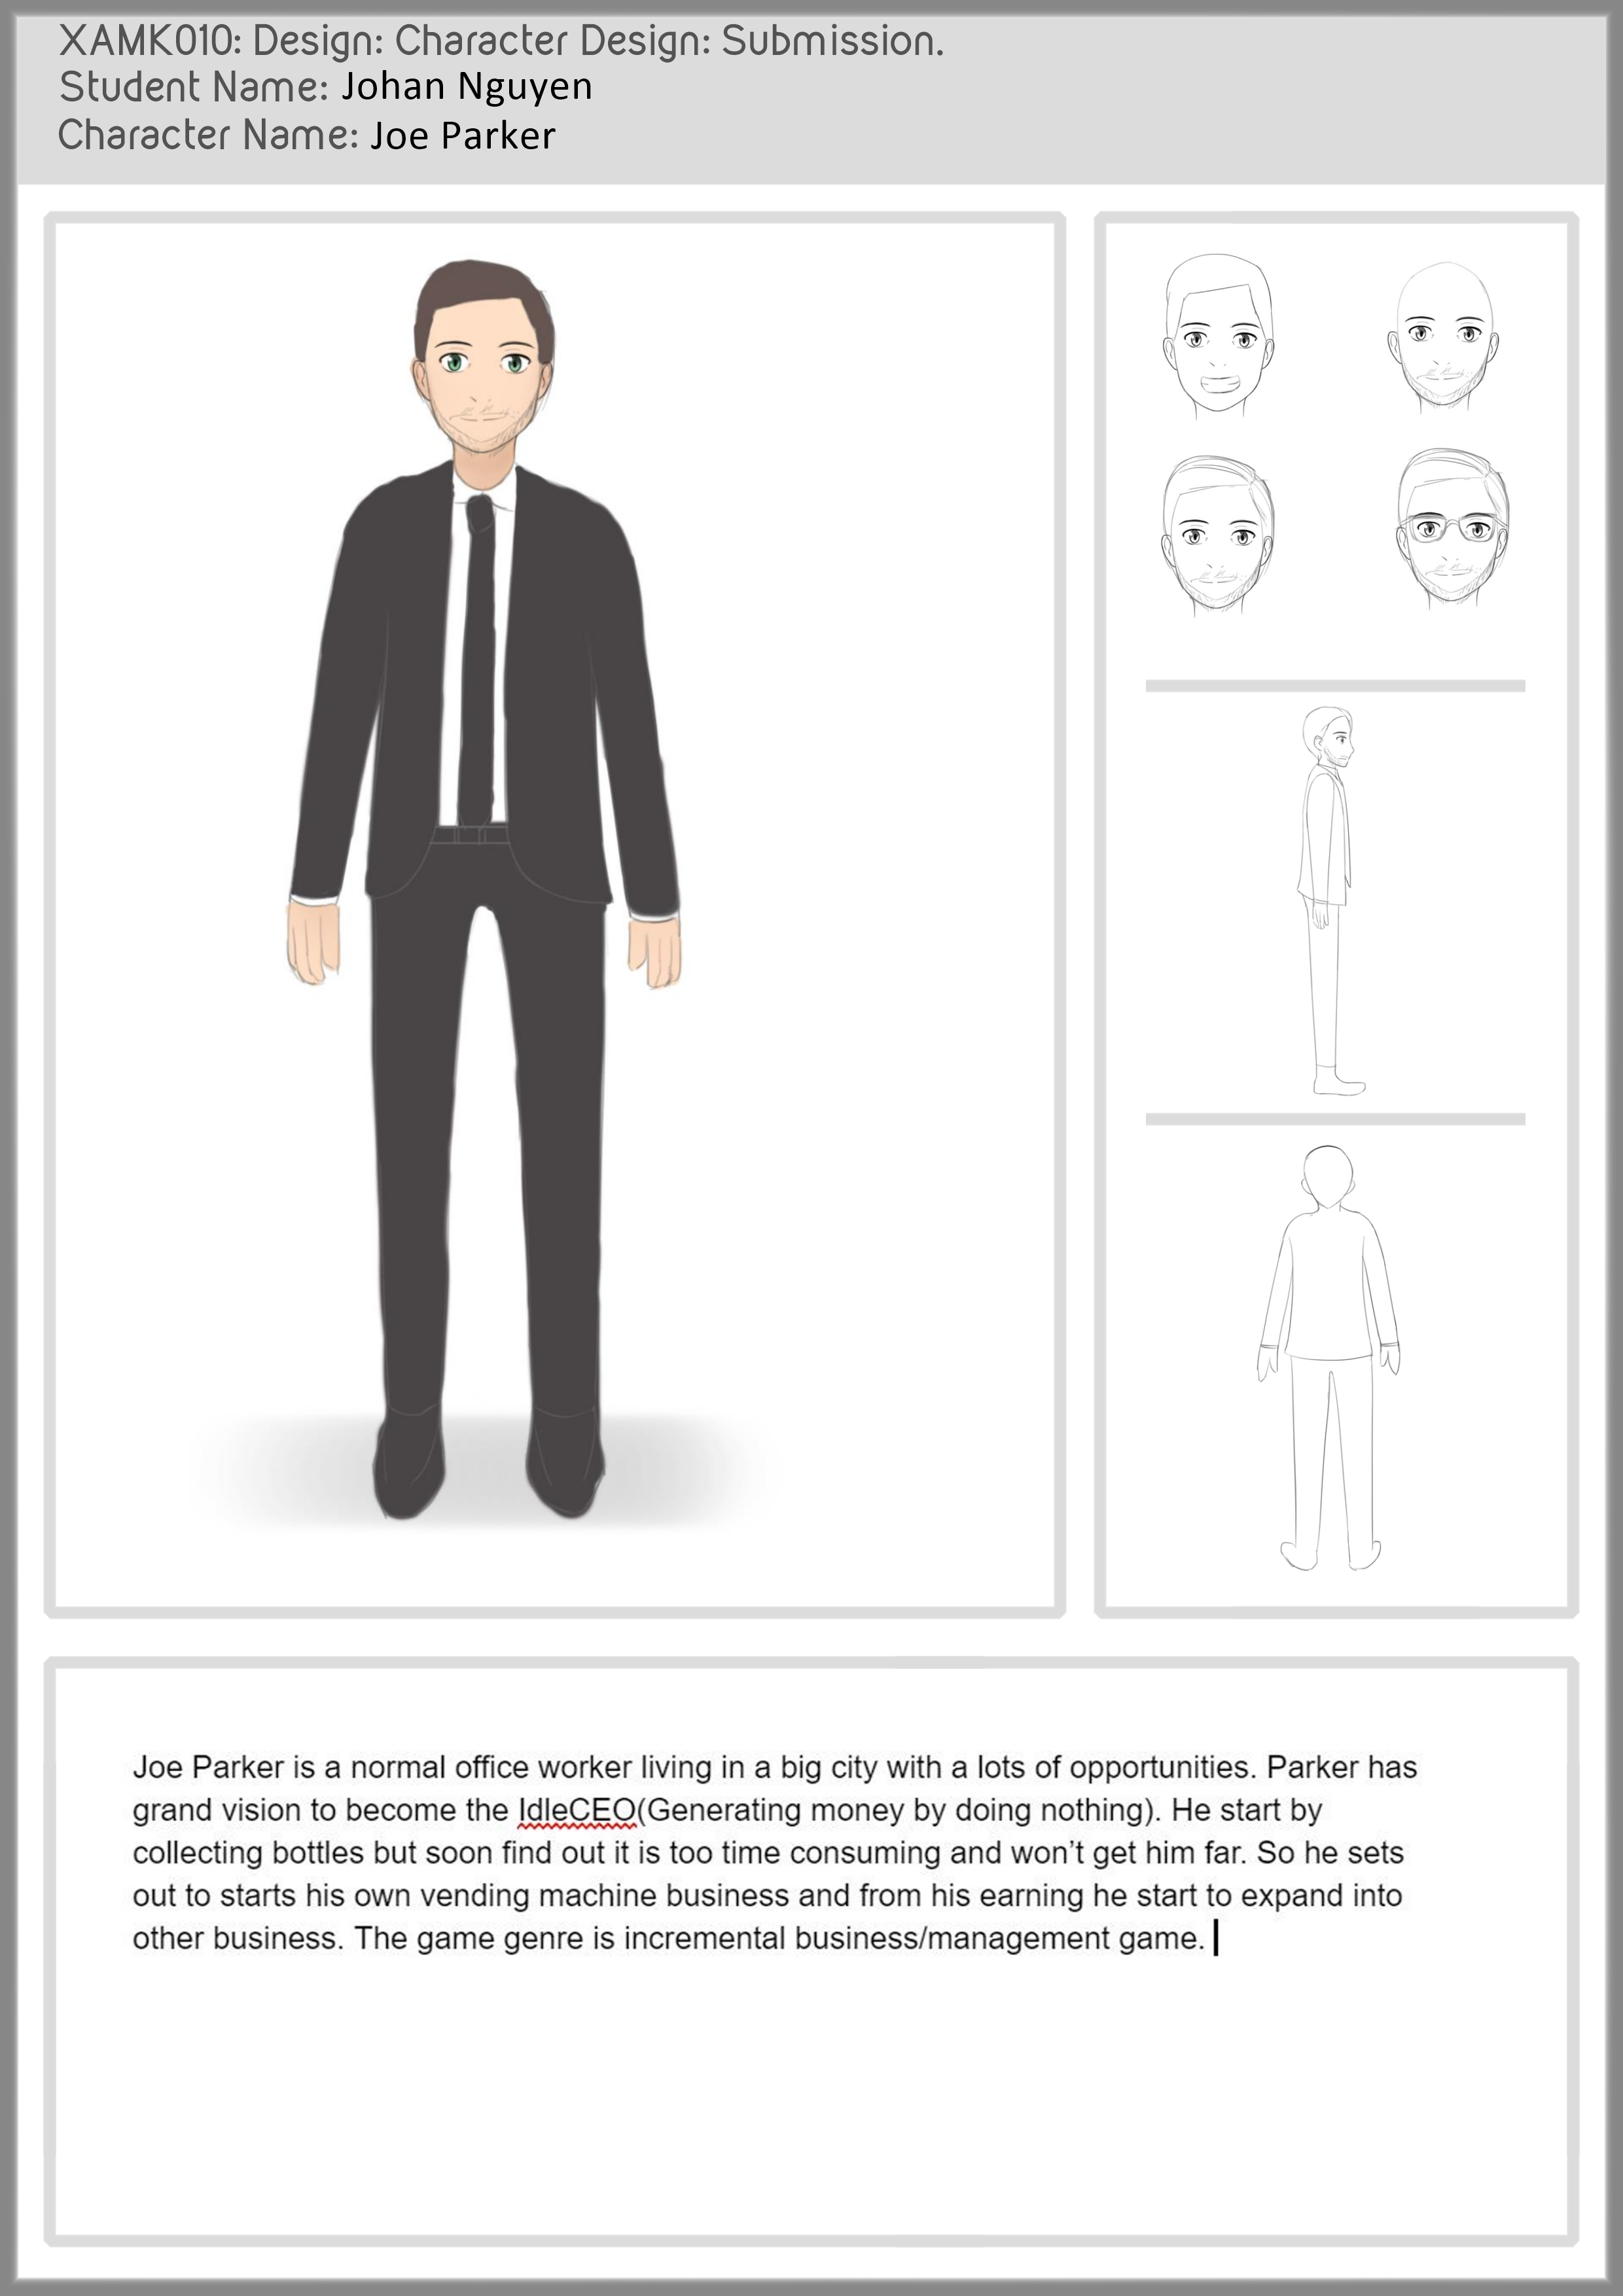 XAMK010: Design: Character Design: Submission.
Student Name: Johan Nguyen
Character Name: Joe Parker
Joe Parker is a normal office worker living in a big city with a lots of opportunities. Parker has
grand vision to become the IdleCEO(Generating money by doing nothing). He start by
collecting bottles but soon find out it is too time consuming and won’t get him far. So he sets
out to starts his own vending machine business and from his earning he start to expand into
other business. The game genre is incremental business/management game.